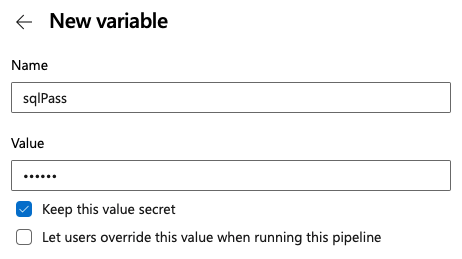 New variable
Name
sqlPass
Value
••••••
Keep this value secret
Let users override this value when running this pipeline